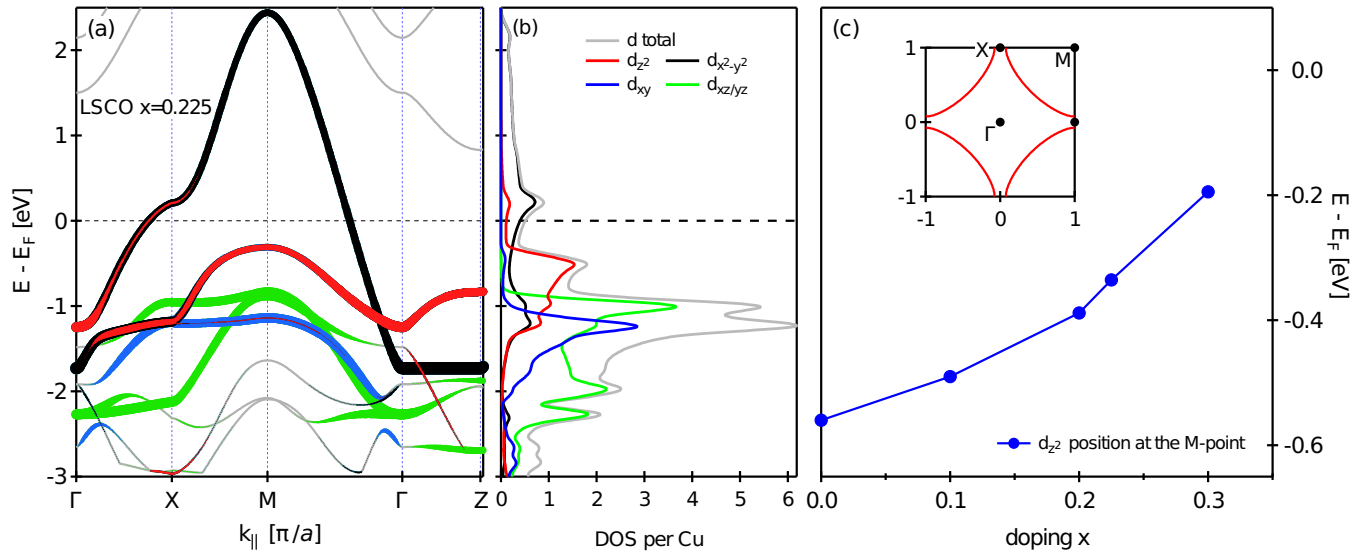 (a)
LSCO x=0.225
2
1
0
-1
-2
-3
E - E_F [eV]
Γ X M Γ Z
k_|| [π/a]
(b)
d total
d_z² d_x²-y²
d_xy d_xz/yz
0 1 2 3 4 5 6
DOS per Cu
(c)
1
0
-1
-1 0 1
X M
Γ
0.0
-0.2
-0.4
-0.6
E - E_F [eV]
d_z² position at the M-point
0.0 0.1 0.2 0.3
doping x